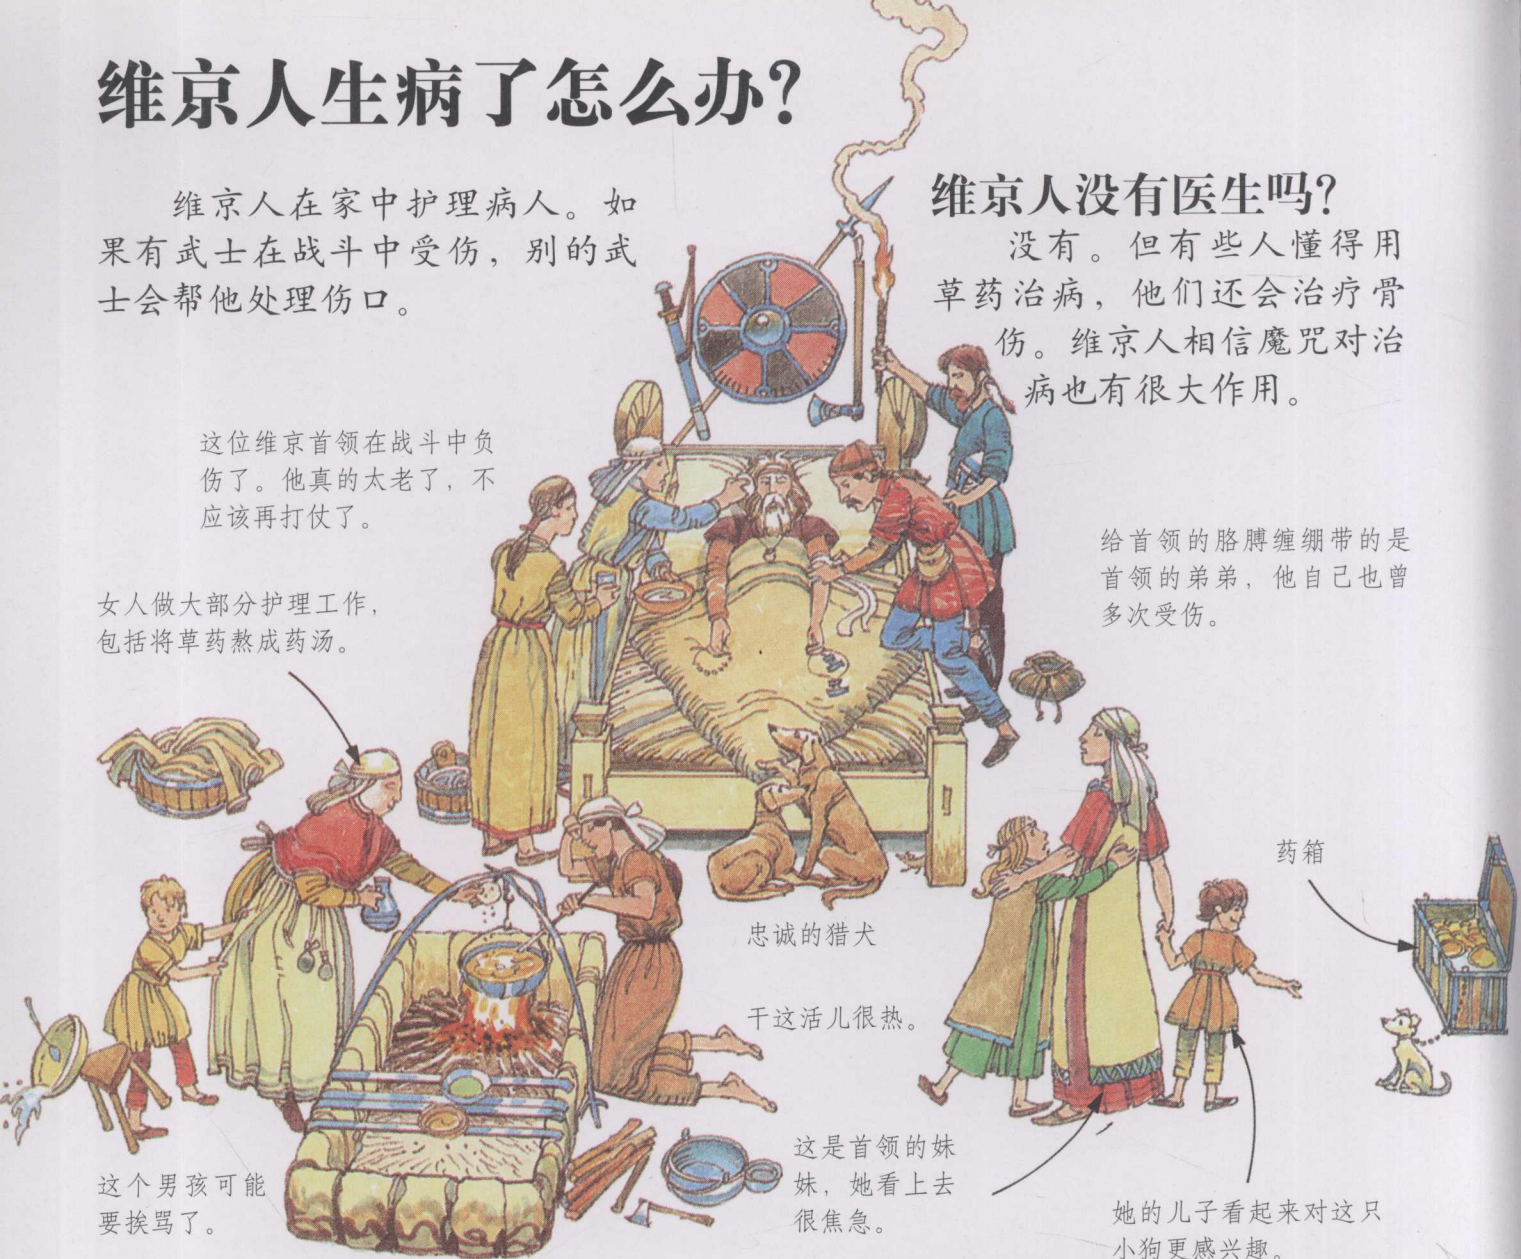 维京人生病了怎么办?
维京人在家中护理病人。如
果有武士在战斗中受伤，别的武
士会帮他处理伤口。
维京人没有医生吗?
没有。但有些人懂得用
草药治病，他们还会治疗骨
伤。维京人相信魔咒对治
病也有很大作用。
这位维京首领在战斗中负
伤了。他真的太老了，不
应该再打仗了。
给首领的胳膊缠绷带的是
首领的弟弟，他自己也曾
多次受伤。
女人做大部分护理工作，
包括将草药熬成药汤。
药箱
忠诚的猎犬
干这活儿很热。
这个男孩可能
要挨骂了。
这是首领的妹
妹，她看上去
很焦急。
她的儿子看起来对这只
小狗更感兴趣。